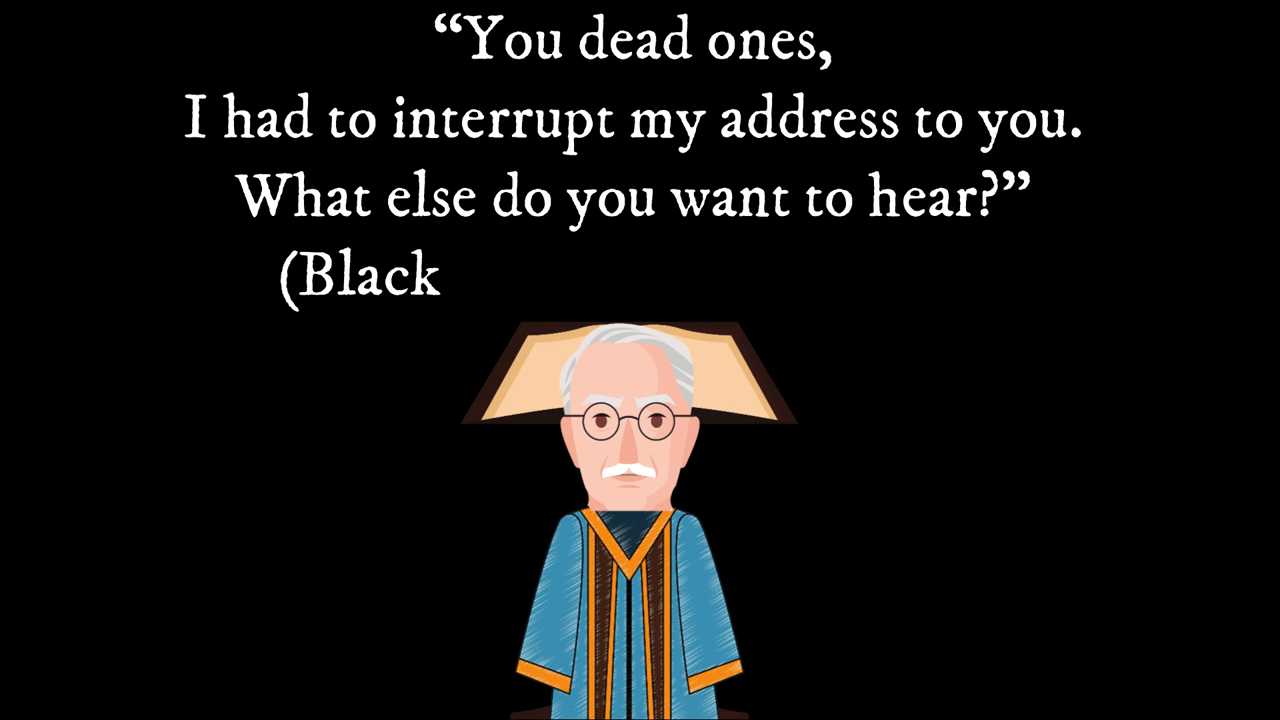 “You dead ones,
I had to interrupt my address to you.
What else do you want to hear?”
(Black